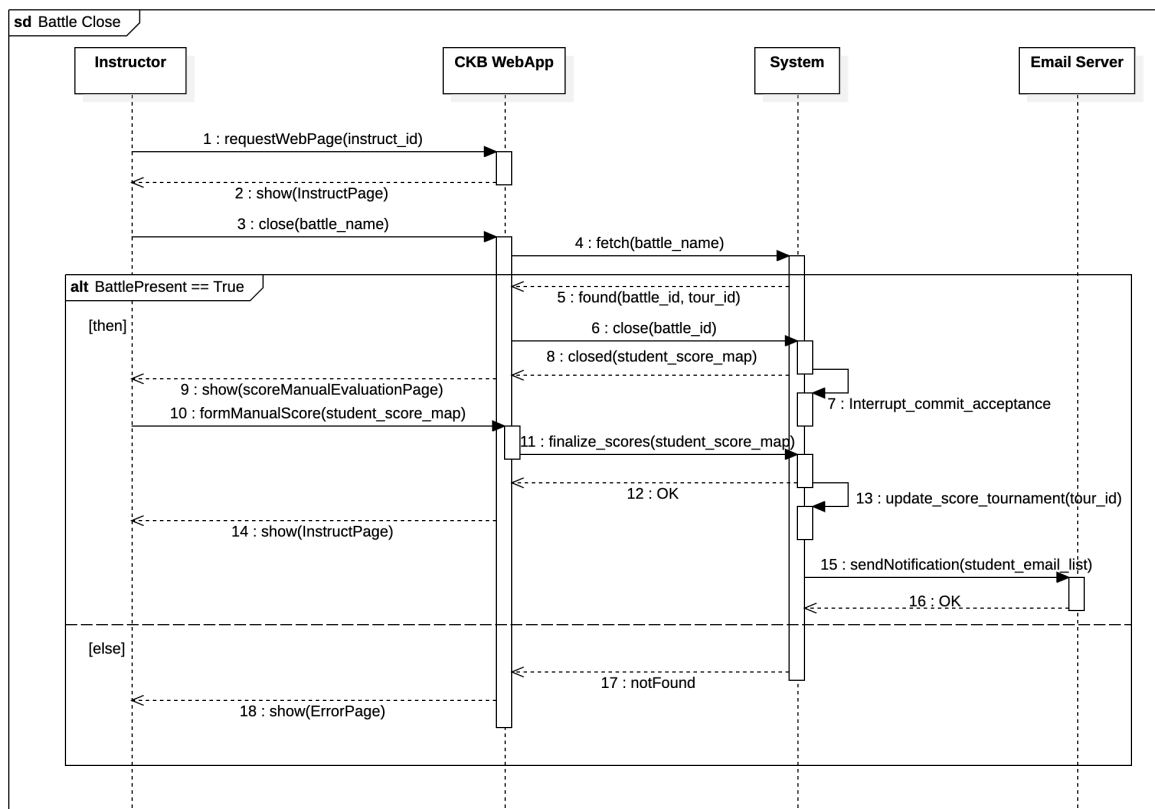 sd Battle Close
Instructor
CKB WebApp
System
Email Server
1 : requestWebPage(instruct_id)
2 : show(InstructPage)
3 : close(battle_name)
4 : fetch(battle_name)
alt BattlePresent == True
5 : found(battle_id, tour_id)
[then]
6 : close(battle_id)
8 : closed(student_score_map)
9 : show(scoreManualEvaluationPage)
7 : Interrupt_commit_acceptance
10 : formManualScore(student_score_map)
11 : finalize_scores(student_score_map)
12 : OK
13 : update_score_tournament(tour_id)
14 : show(InstructPage)
15 : sendNotification(student_email_list)
16 : OK
[else]
17 : notFound
18 : show(ErrorPage)